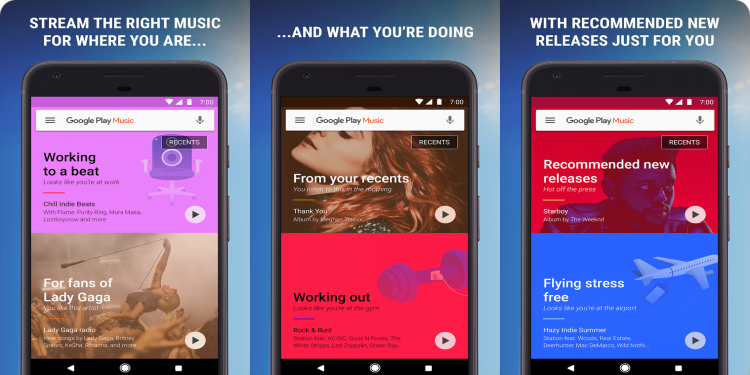 STREAM THE RIGHT MUSIC
FOR WHERE YOU ARE...
7:00
Google Play Music
RECENTS
Working
to a beat
Looks like you're at work
Chill Indie Beats
With Flume, Purity Ring, Mura Masa,
Lostboycrow and more
For fans of
Lady Gaga
You like this artist
Lady Gaga radio
Hear songs by Lady Gaga, Britney
Spears, Ke$ha, Rihanna, and more
...AND WHAT YOU'RE DOING
7:00
Google Play Music
RECENTS
From your recents
You listen to this in the morning
Thank You
Album by Meghan Trainor
Working out
Looks like you're at the gym
Rock & Run!
Station feat. AC/DC, Guns N Roses, The
White Stripes, Led Zeppelin, Green Day...
WITH RECOMMENDED NEW
RELEASES JUST FOR YOU
7:00
Google Play Music
RECENTS
Recommended new
releases
Hot off the press
Starboy
Album by The Weeknd
Flying stress
free
Looks like you're at the airport
Hazy Indie Summer
Station feat. Woods, Real Estate,
Deerhunter, Mac DeMarco, Wild Nothi...